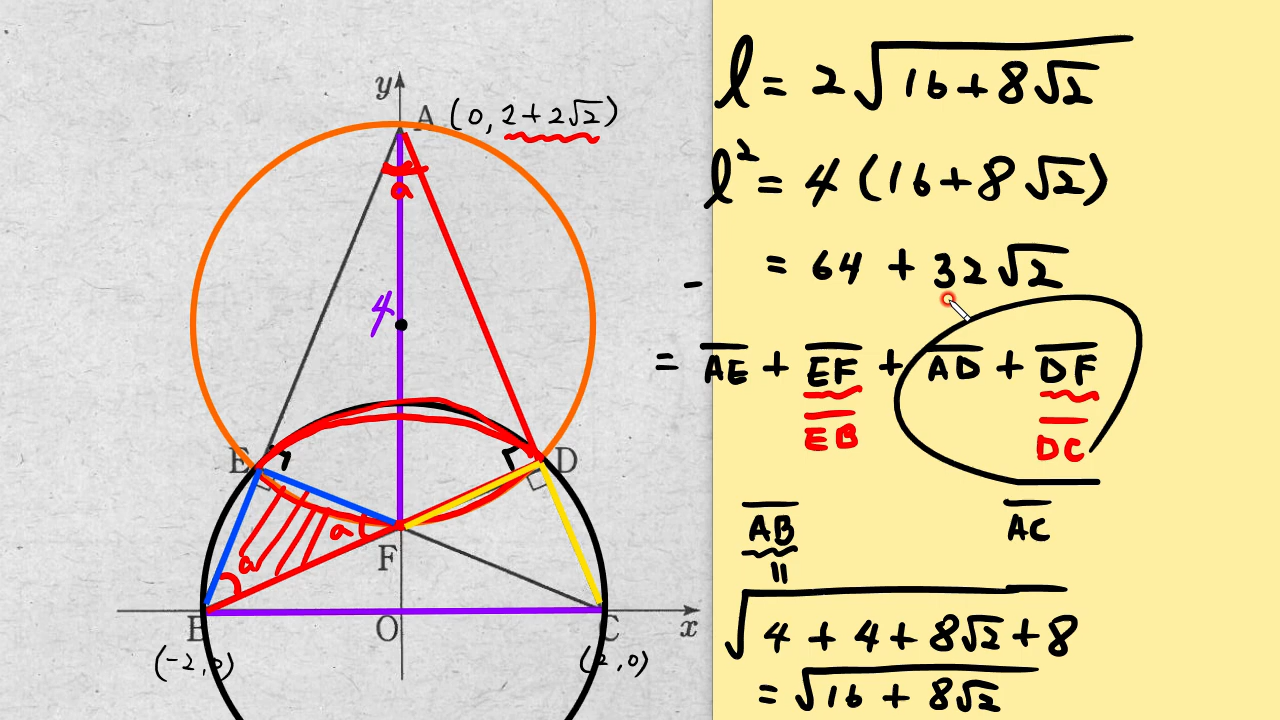 y
A (0, 2+2√2)
a
4
E
D
a
a
F
B
O
C
x
(-2,0)
(2,0)
l = 2√(16+8√2)
l² = 4(16+8√2)
= 64 + 32√2
-
= AE + EF + AD + DF
EB
DC
AB
AC
=
√(4+4+8√2+8)
= √(16+8√2)